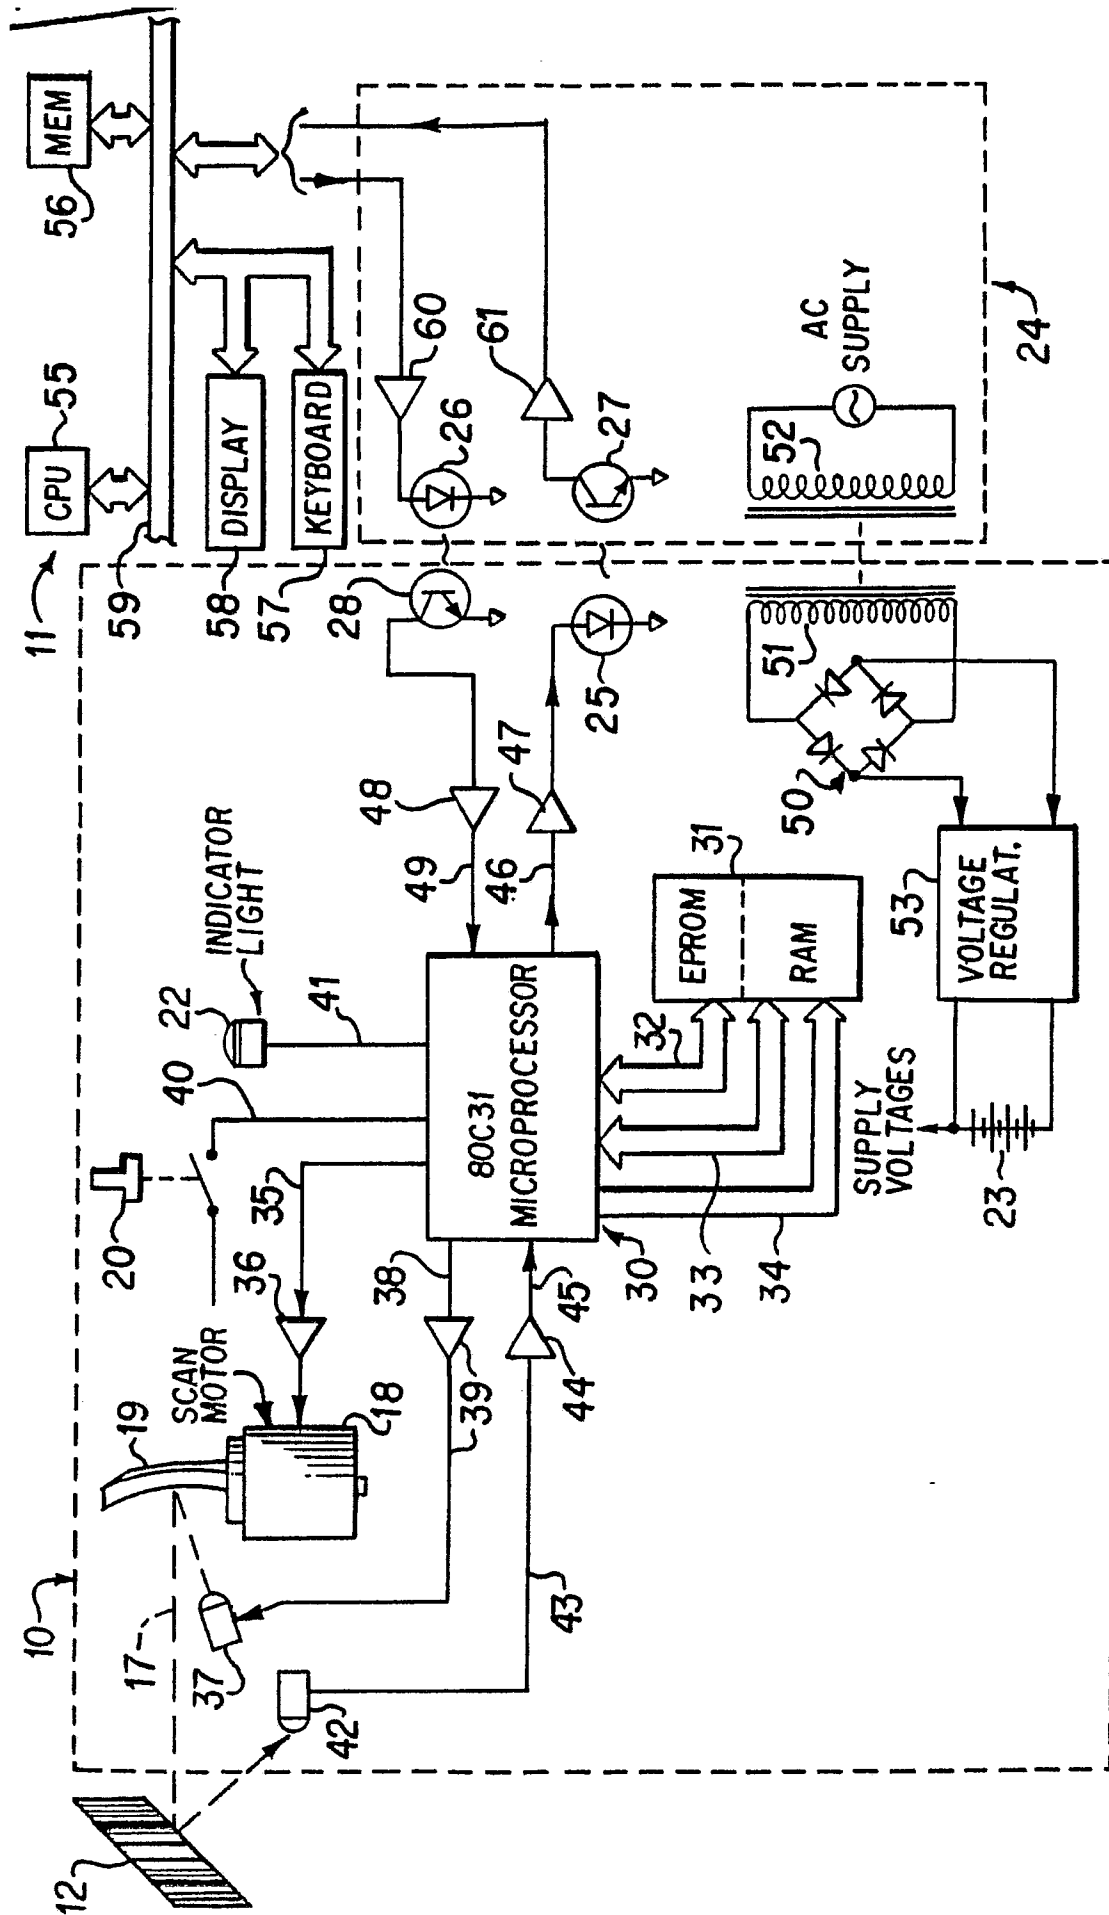 12
10
17
37
42
19
SCAN
MOTOR
18
43
39
44
20
36
35
38
45
40
22
INDICATOR
LIGHT
41
80C31
MICROPROCESSOR
30
33
34
32
EPROM
RAM
31
49
46
48
47
28
25
26
27
60
61
11
CPU
55
59
MEM
56
DISPLAY
58
KEYBOARD
57
SUPPLY
VOLTAGES
23
VOLTAGE
REGULAT.
53
50
51
52
AC
SUPPLY
24